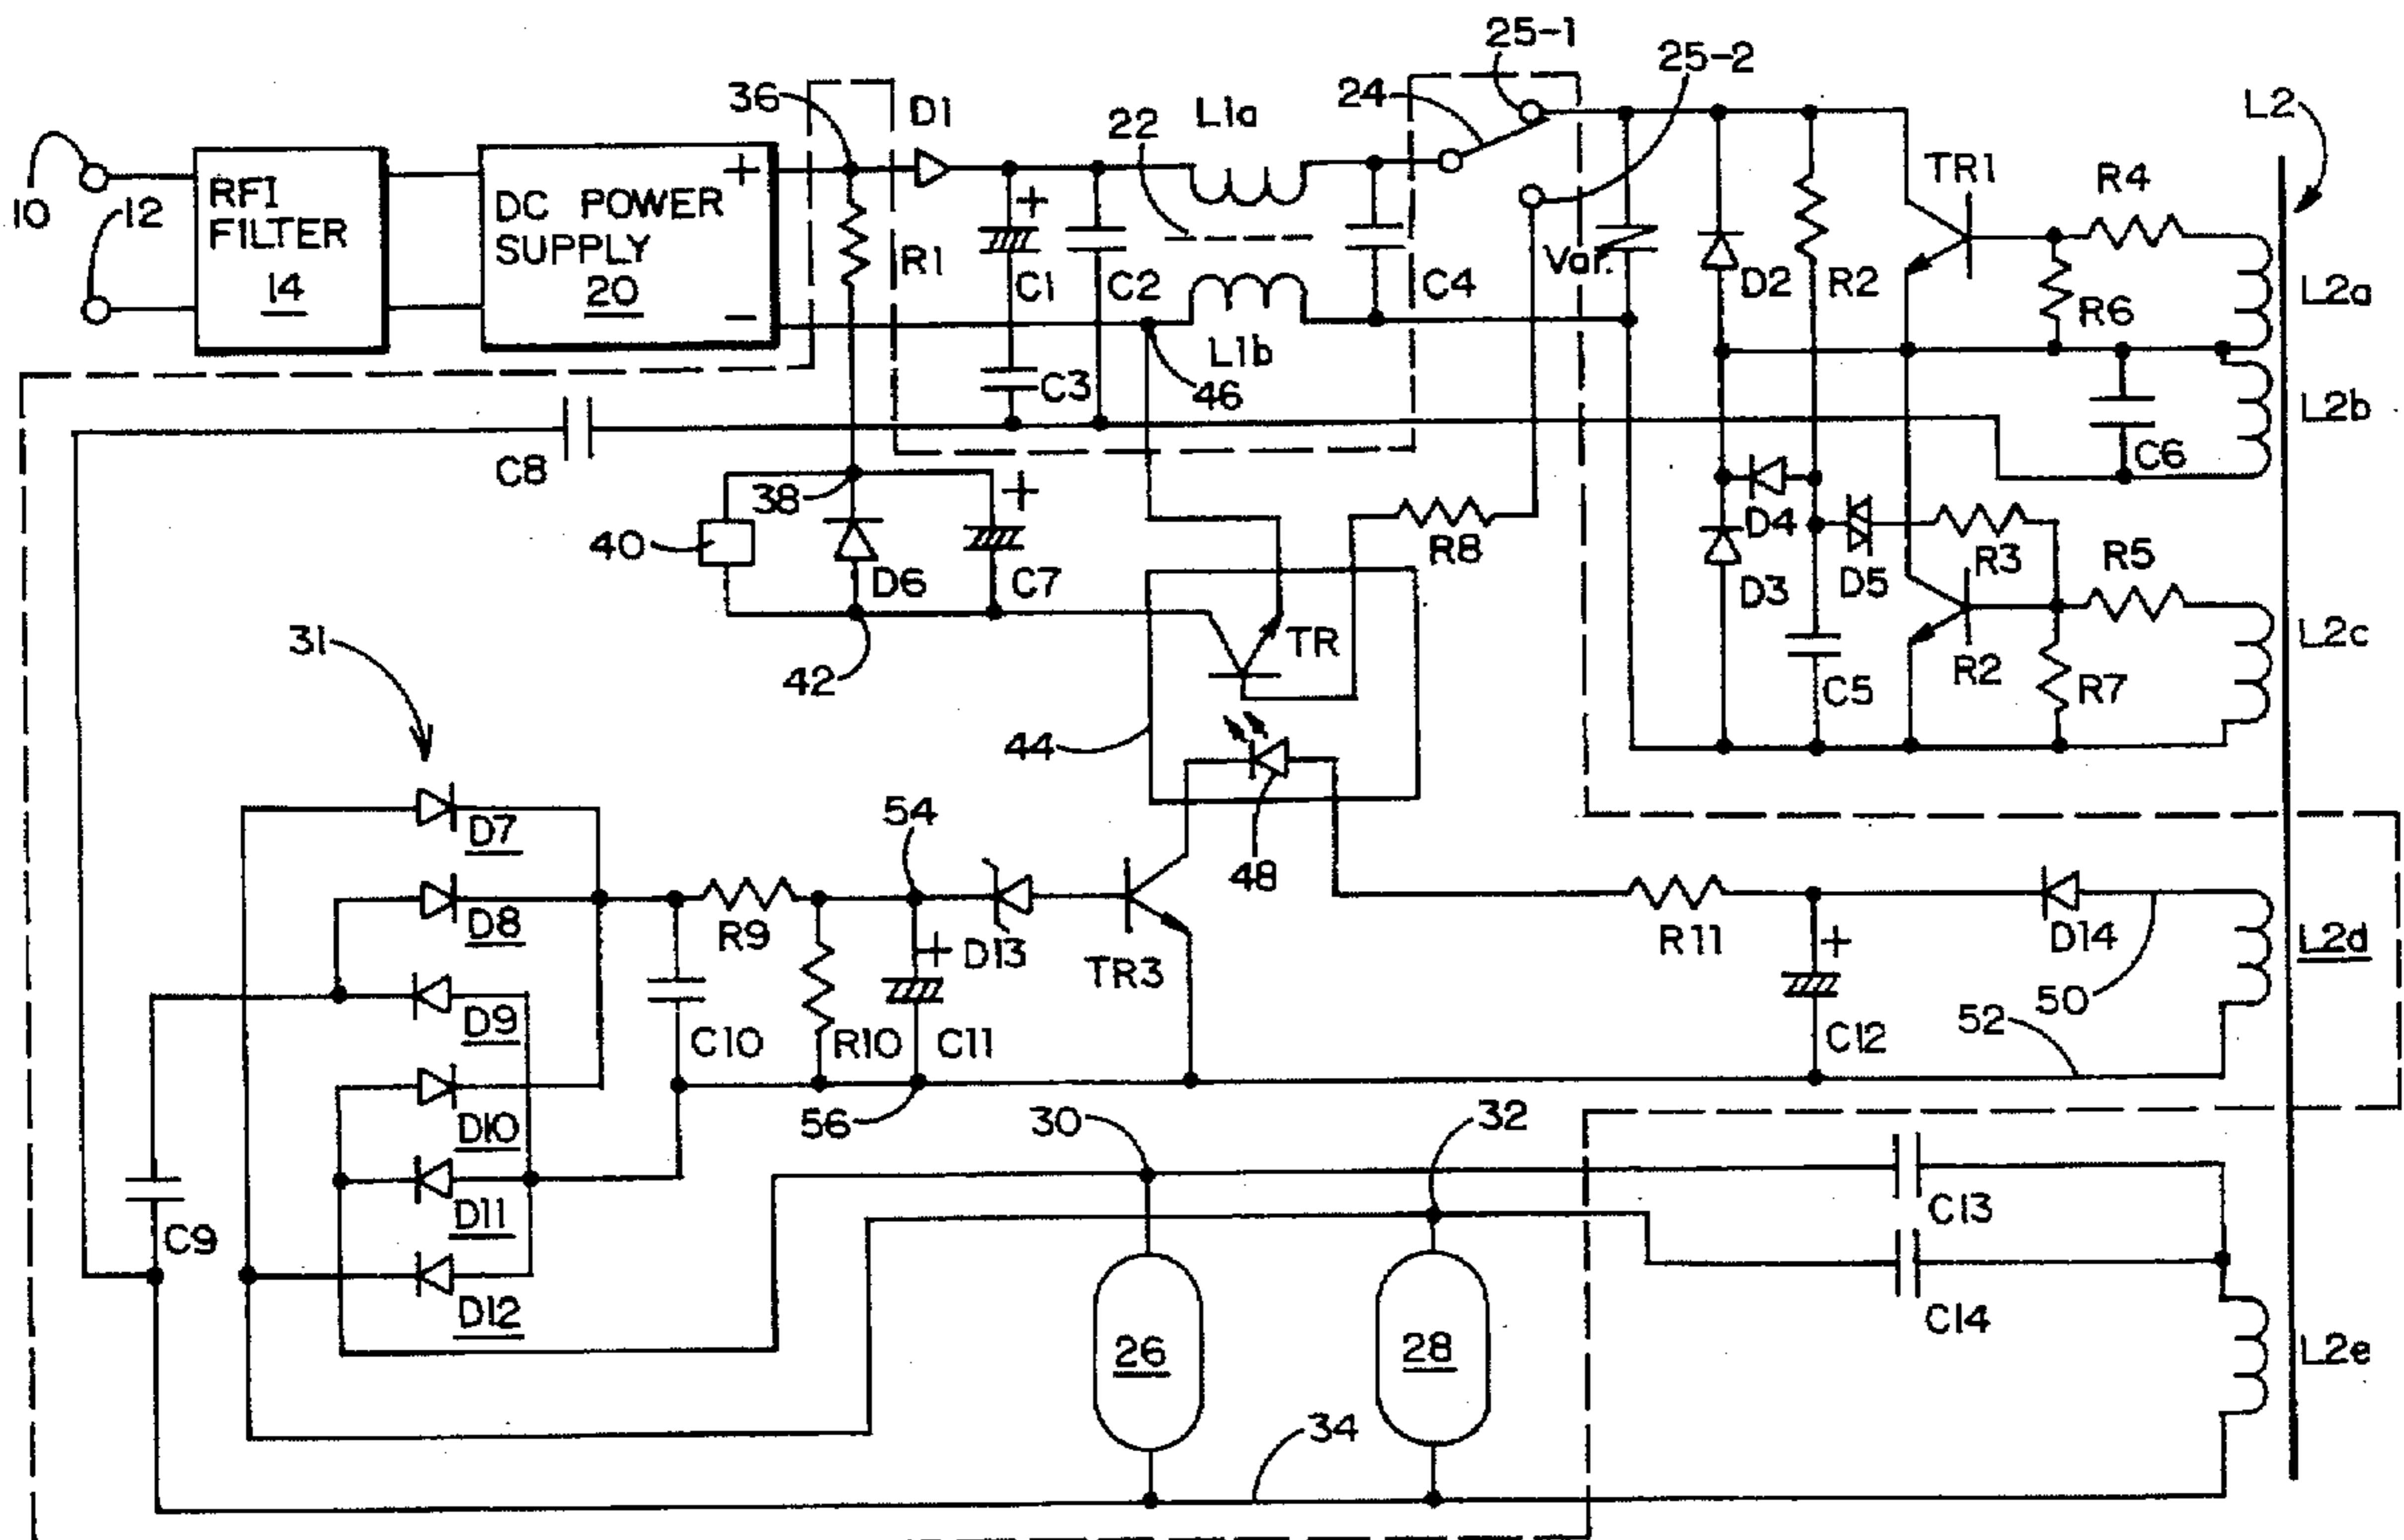 25-1
25-2
36
D1
L1a
24
22
L2
10
12
RFI
FILTER
14
DC POWER
SUPPLY
20
+
−
R1
+
C1
C2
C4
Var.
D2
R2
TR1
R4
R6
L2a
L1b
C3
46
L2b
C6
C8
38
+
40
D6
C7
R8
D4
D3
D5
R3
R5
TR
42
C5
R2
R7
L2c
31
44
48
D7
54
D8
R9
+
D13
TR3
R11
+
D14
L2d
50
D9
C10
R10
C11
C12
52
D10
56
30
32
D11
C9
C13
D12
C14
26
28
L2e
34